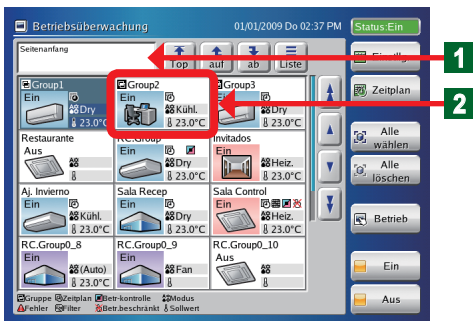 Betriebsüberwachung 01/01/2009 Do 02:37 PM Status:Ein
Seitenanfang
Top auf ab Liste
1
2
Zeitplan
Alle wählen
Alle löschen
Betrieb
Ein
Aus
Group1 Group2 Group3
Ein Ein Ein
Dry Kühl. Dry
23.0°C 23.0°C 23.0°C
Restaurante RC.Group Invitados
Aus Ein Ein
Dry Heiz.
23.0°C 23.0°C
Aj. Invierno Sala Recep Sala Control
Ein Ein Ein
Kühl. Dry Heiz.
23.0°C 23.0°C 23.0°C
RC.Group0_8 RC.Group0_9 RC.Group0_10
Ein Ein Aus
(Auto) Fan
23.0°C 23.0°C
Gruppe Zeitplan Betr-kontrolle Modus
Fehler Filter Betr.beschränkt Sollwert